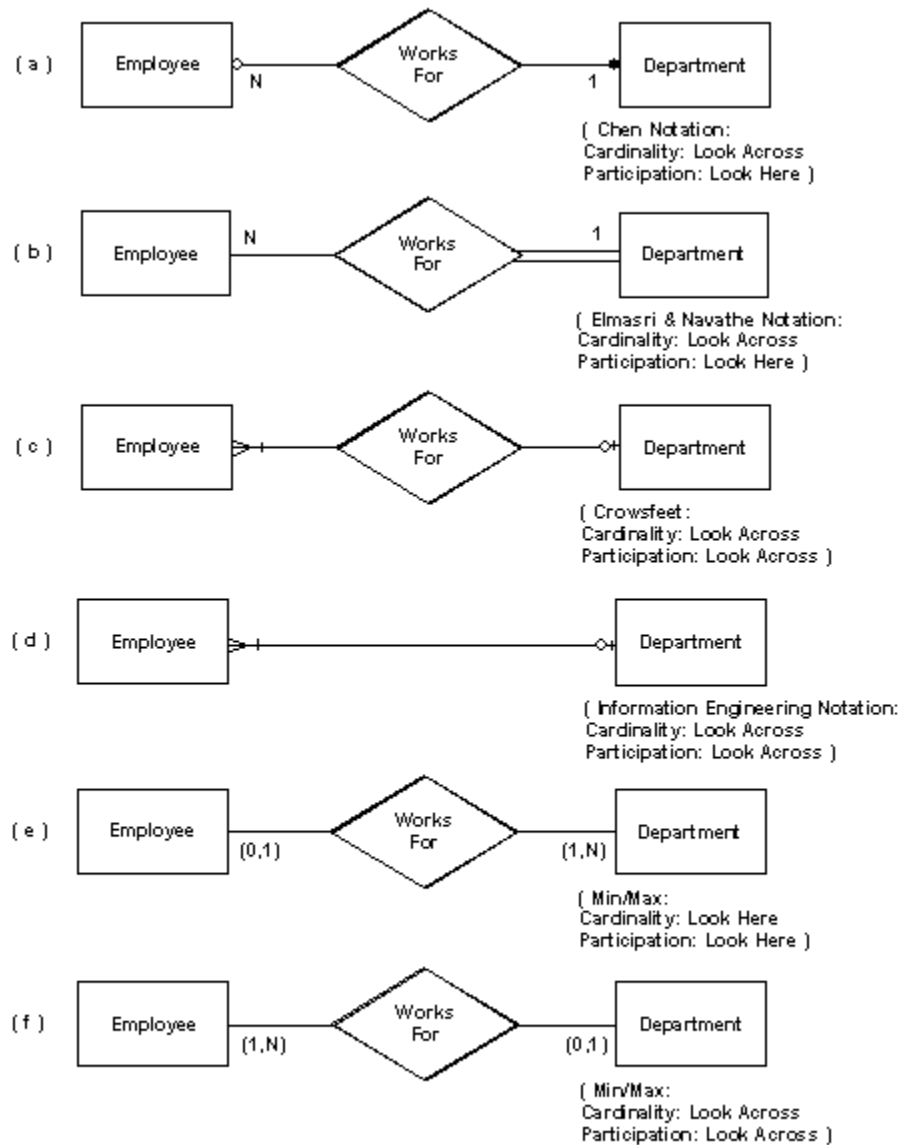 ( a )
Employee
N
Works
For
1
Department
( Chen Notation:
Cardinality: Look Across
Participation: Look Here )
( b )
Employee
N
Works
For
1
Department
( Elmasri & Navathe Notation:
Cardinality: Look Across
Participation: Look Here )
( c )
Employee
Works
For
Department
( Crowsfeet:
Cardinality: Look Across
Participation: Look Across )
( d )
Employee
Department
( Information Engineering Notation:
Cardinality: Look Across
Participation: Look Across )
( e )
Employee
(0,1)
Works
For
(1,N)
Department
( Min/Max:
Cardinality: Look Here
Participation: Look Here )
( f )
Employee
(1,N)
Works
For
(0,1)
Department
( Min/Max:
Cardinality: Look Across
Participation: Look Across )